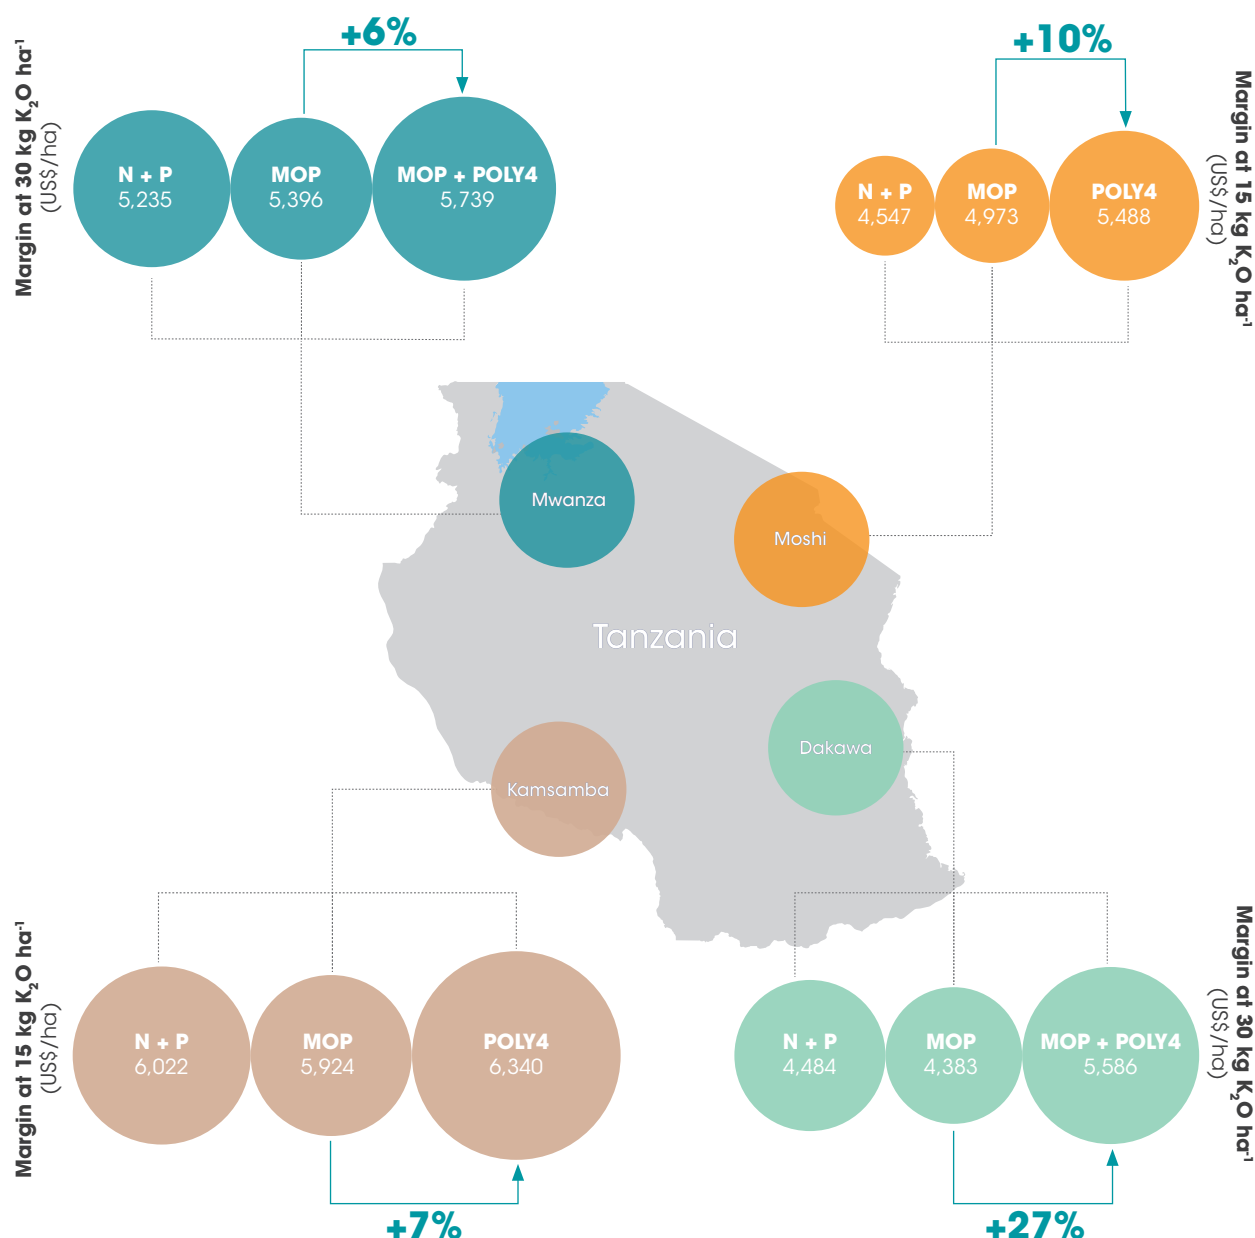 +6%
Margin at 30 kg K₂O ha⁻¹
(US$/ha)
N + P
5,235
MOP
5,396
MOP + POLY4
5,739
+10%
N + P
4,547
MOP
4,973
POLY4
5,488
Margin at 15 kg K₂O ha⁻¹
(US$/ha)
Mwanza
Moshi
Tanzania
Dakawa
Kamsamba
Margin at 15 kg K₂O ha⁻¹
(US$/ha)
N + P
6,022
MOP
5,924
POLY4
6,340
+7%
N + P
4,484
MOP
4,383
MOP + POLY4
5,586
Margin at 30 kg K₂O ha⁻¹
(US$/ha)
+27%